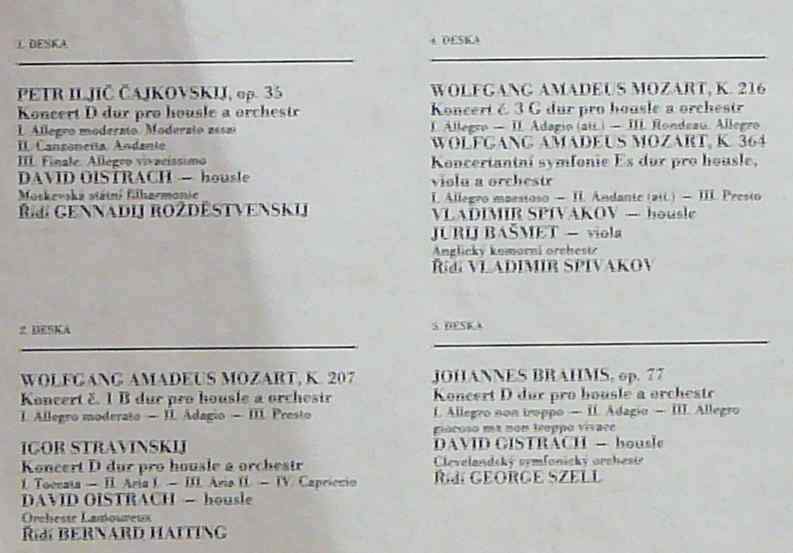 1. DESKA
PETR ILJIČ ČAJKOVSKIJ, op. 35
Koncert D dur pro housle a orchestr
I. Allegro moderato. Moderato assai
II. Canzonetta. Andante
III. Finale. Allegro vivacissimo
DAVID OISTRACH — housle
Moskevská státní filharmonie
Řídí GENNADIJ ROŽDĚSTVENSKIJ
2. DESKA
WOLFGANG AMADEUS MOZART, K. 207
Koncert č. 1 B dur pro housle a orchestr
I. Allegro moderato — II. Adagio — III. Presto
IGOR STRAVINSKIJ
Koncert D dur pro housle a orchestr
I. Toccata — II. Aria I. — III. Aria II. — IV. Capriccio
DAVID OISTRACH — housle
Orchestr Lamoureux
Řídí BERNARD HAITING
4. DESKA
WOLFGANG AMADEUS MOZART, K. 216
Koncert č. 3 G dur pro housle a orchestr
I. Allegro — II. Adagio (att.) — III. Rondeau. Allegro
WOLFGANG AMADEUS MOZART, K. 364
Koncertantní symfonie Es dur pro housle,
violu a orchestr
I. Allegro maestoso — II. Andante (att.) — III. Presto
VLADIMIR SPIVAKOV — housle
JURIJ BAŠMET — viola
Anglický komorní orchestr
Řídí VLADIMIR SPIVAKOV
5. DESKA
JOHANNES BRAHMS, op. 77
Koncert D dur pro housle a orchestr
I. Allegro non troppo — II. Adagio — III. Allegro
giocoso ma non troppo vivace
DAVID OISTRACH — housle
Clevelandský symfonický orchestr
Řídí GEORGE SZELL